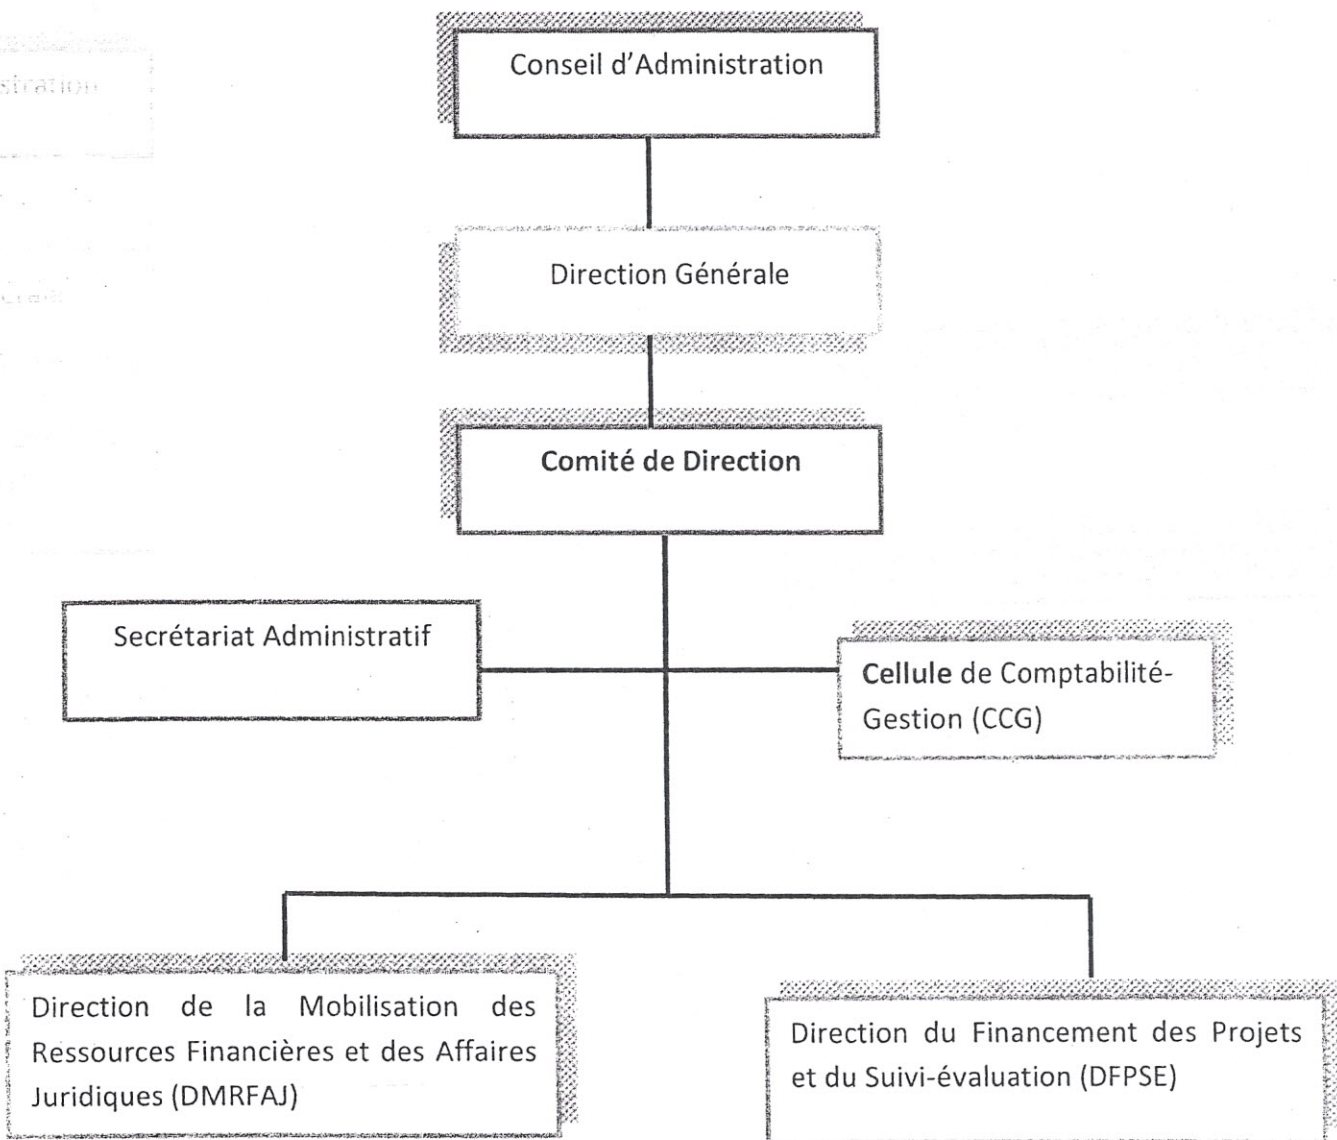 Conseil d'Administration
Direction Générale
Comité de Direction
Secrétariat Administratif
Cellule de Comptabilité-
Gestion (CCG)
Direction de la Mobilisation des
Ressources Financières et des Affaires
Juridiques (DMRFAJ)
Direction du Financement des Projets
et du Suivi-évaluation (DFPSE)